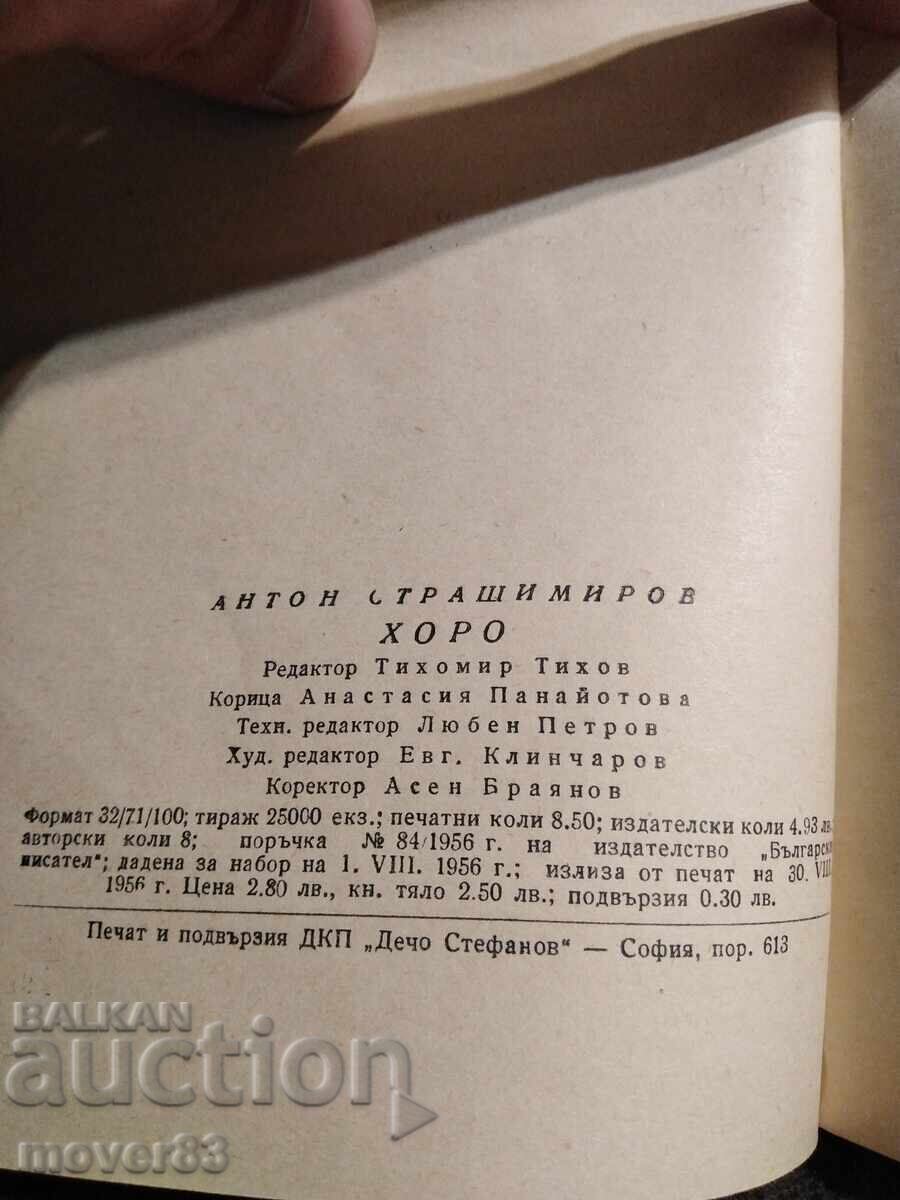 АНТОН СТРАШИМИРОВ
ХОРО
Редактор Тихомир Тихов
Корица Анастасия Панайотова
Техн. редактор Любен Петров
Худ. редактор Евг. Клинчаров
Коректор Асен Браянов
Формат 32/71/100; тираж 25000 екз.; печатни коли 8.50; издателски коли 4.93
авторски коли 8; поръчка № 84/1956 г. на издателство „Българск
писател“; дадена за набор на 1. VIII. 1956 г.; излиза от печат на 30. VIII
1956 г. Цена 2.80 лв., кн. тяло 2.50 лв.; подвързия 0.30 лв.
Печат и подвързия ДКП „Дечо Стефанов“ — София, пор. 613
BALKAN
auction
mover83